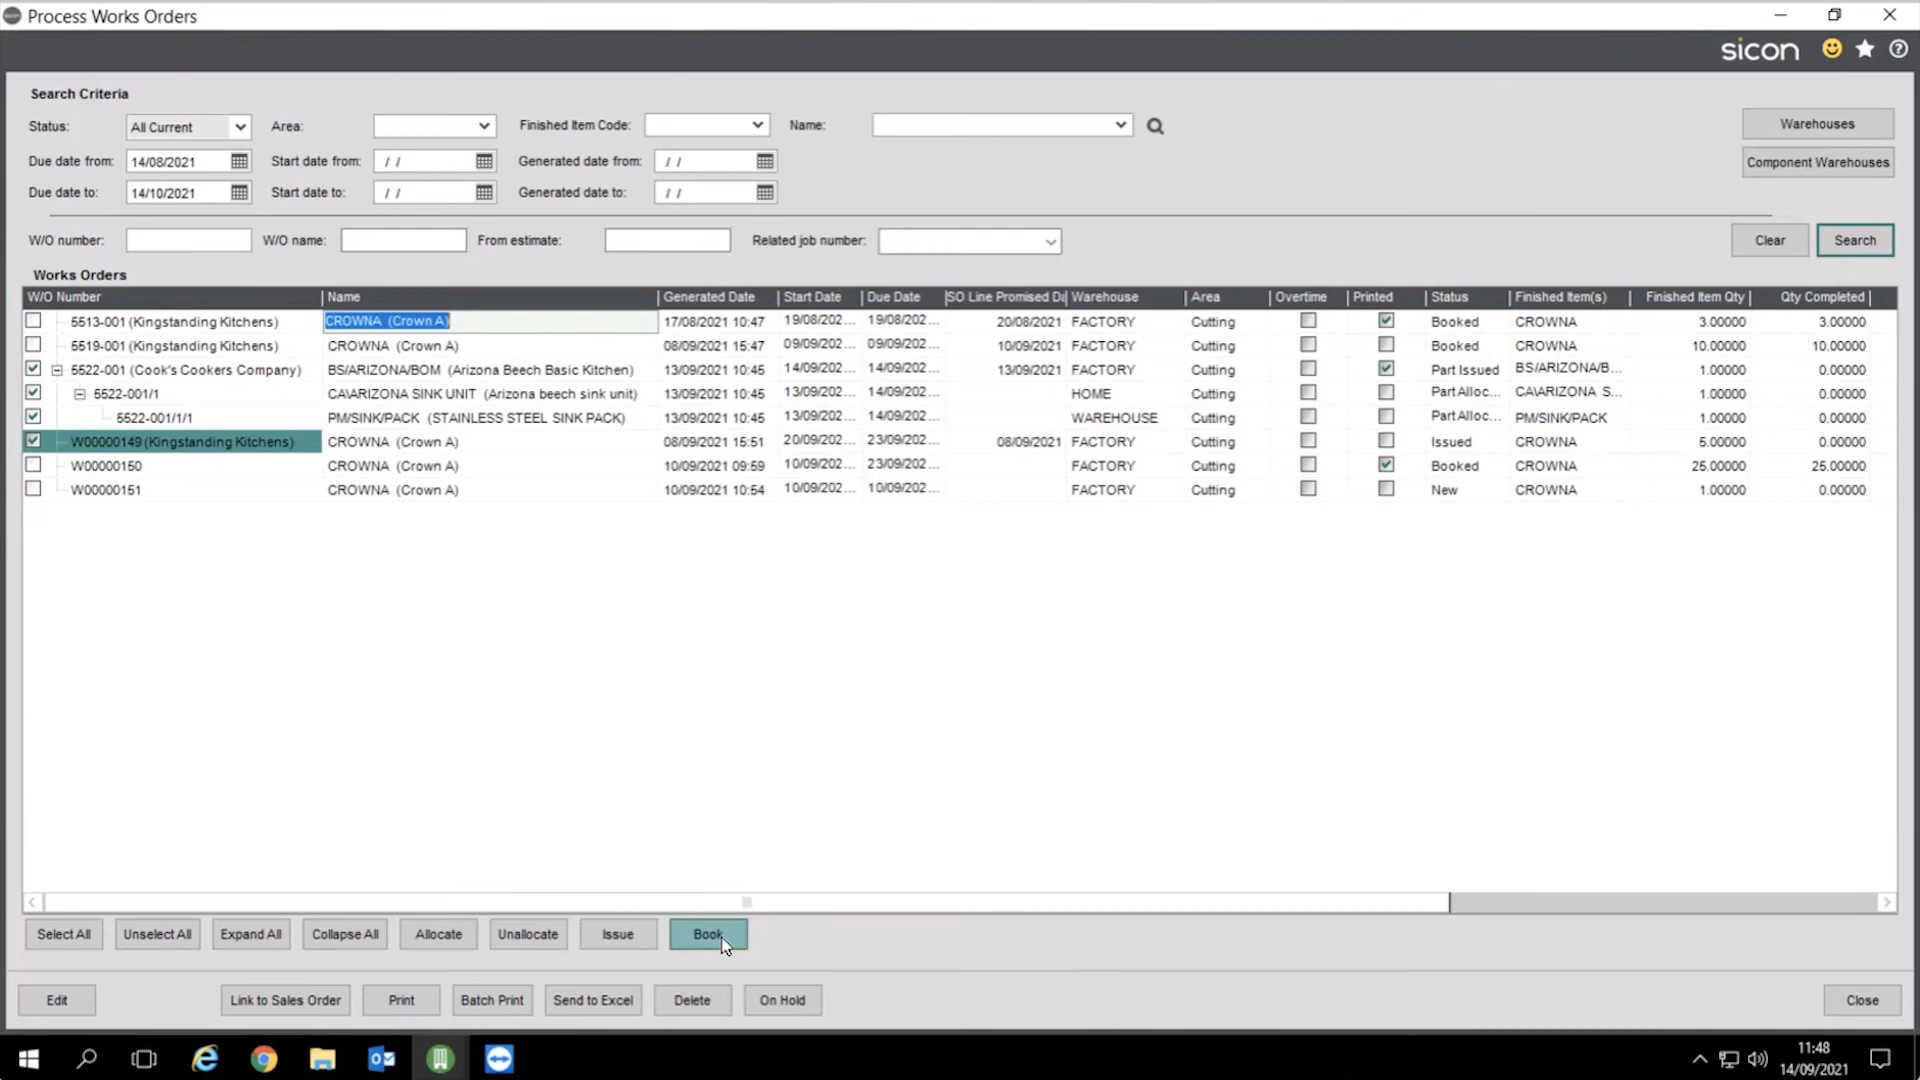 Process Works Orders
sicon
Search Criteria
Status: All Current Area: Finished Item Code: Name: Warehouses
Due date from: 14/08/2021 Start date from: / / Generated date from: / / Component Warehouses
Due date to: 14/10/2021 Start date to: / / Generated date to: / /
W/O number: W/O name: From estimate: Related job number: Clear Search
Works Orders
W/O Number Name Generated Date Start Date Due Date SO Line Promised Da Warehouse Area Overtime Printed Status Finished Item(s) Finished Item Qty Qty Completed
5513-001 (Kingstanding Kitchens) CROWNA (Crown A) 17/08/2021 10:47 19/08/202... 19/08/202... 20/08/2021 FACTORY Cutting Booked CROWNA 3.00000 3.00000
5519-001 (Kingstanding Kitchens) CROWNA (Crown A) 08/09/2021 15:47 09/09/202... 09/09/202... 10/09/2021 FACTORY Cutting Booked CROWNA 10.00000 10.00000
5522-001 (Cook's Cookers Company) BS/ARIZONA/BOM (Arizona Beech Basic Kitchen) 13/09/2021 10:45 14/09/202... 14/09/202... 13/09/2021 FACTORY Cutting Part Issued BS/ARIZONA/B... 1.00000 0.00000
5522-001/1 CA\ARIZONA SINK UNIT (Arizona beech sink unit) 13/09/2021 10:45 13/09/202... 14/09/202... HOME Cutting Part Alloc... CA\ARIZONA S... 1.00000 0.00000
5522-001/1/1 PM/SINK/PACK (STAINLESS STEEL SINK PACK) 13/09/2021 10:45 13/09/202... 14/09/202... WAREHOUSE Cutting Part Alloc... PM/SINK/PACK 1.00000 0.00000
W00000149 (Kingstanding Kitchens) CROWNA (Crown A) 08/09/2021 15:51 20/09/202... 23/09/202... 08/09/2021 FACTORY Cutting Issued CROWNA 5.00000 0.00000
W00000150 CROWNA (Crown A) 10/09/2021 09:59 10/09/202... 23/09/202... FACTORY Cutting Booked CROWNA 25.00000 25.00000
W00000151 CROWNA (Crown A) 10/09/2021 10:54 10/09/202... 10/09/202... FACTORY Cutting New CROWNA 1.00000 0.00000
Select All Unselect All Expand All Collapse All Allocate Unallocate Issue Book
Edit Link to Sales Order Print Batch Print Send to Excel Delete On Hold Close
11:48
14/09/2021